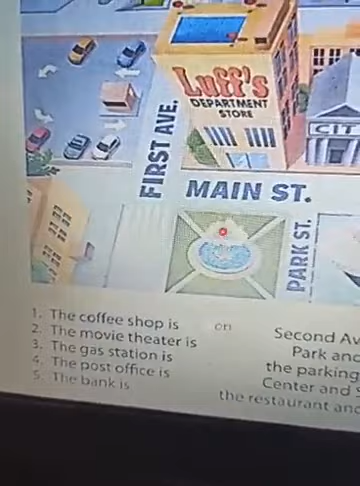 Luff's
DEPARTMENT
STORE
CIT
FIRST AVE.
MAIN ST.
PARK ST.
1. The coffee shop is on Second Av
2. The movie theater is Park and
3. The gas station is the parking
4. The post office is Center and S
5. The bank is the restaurant and